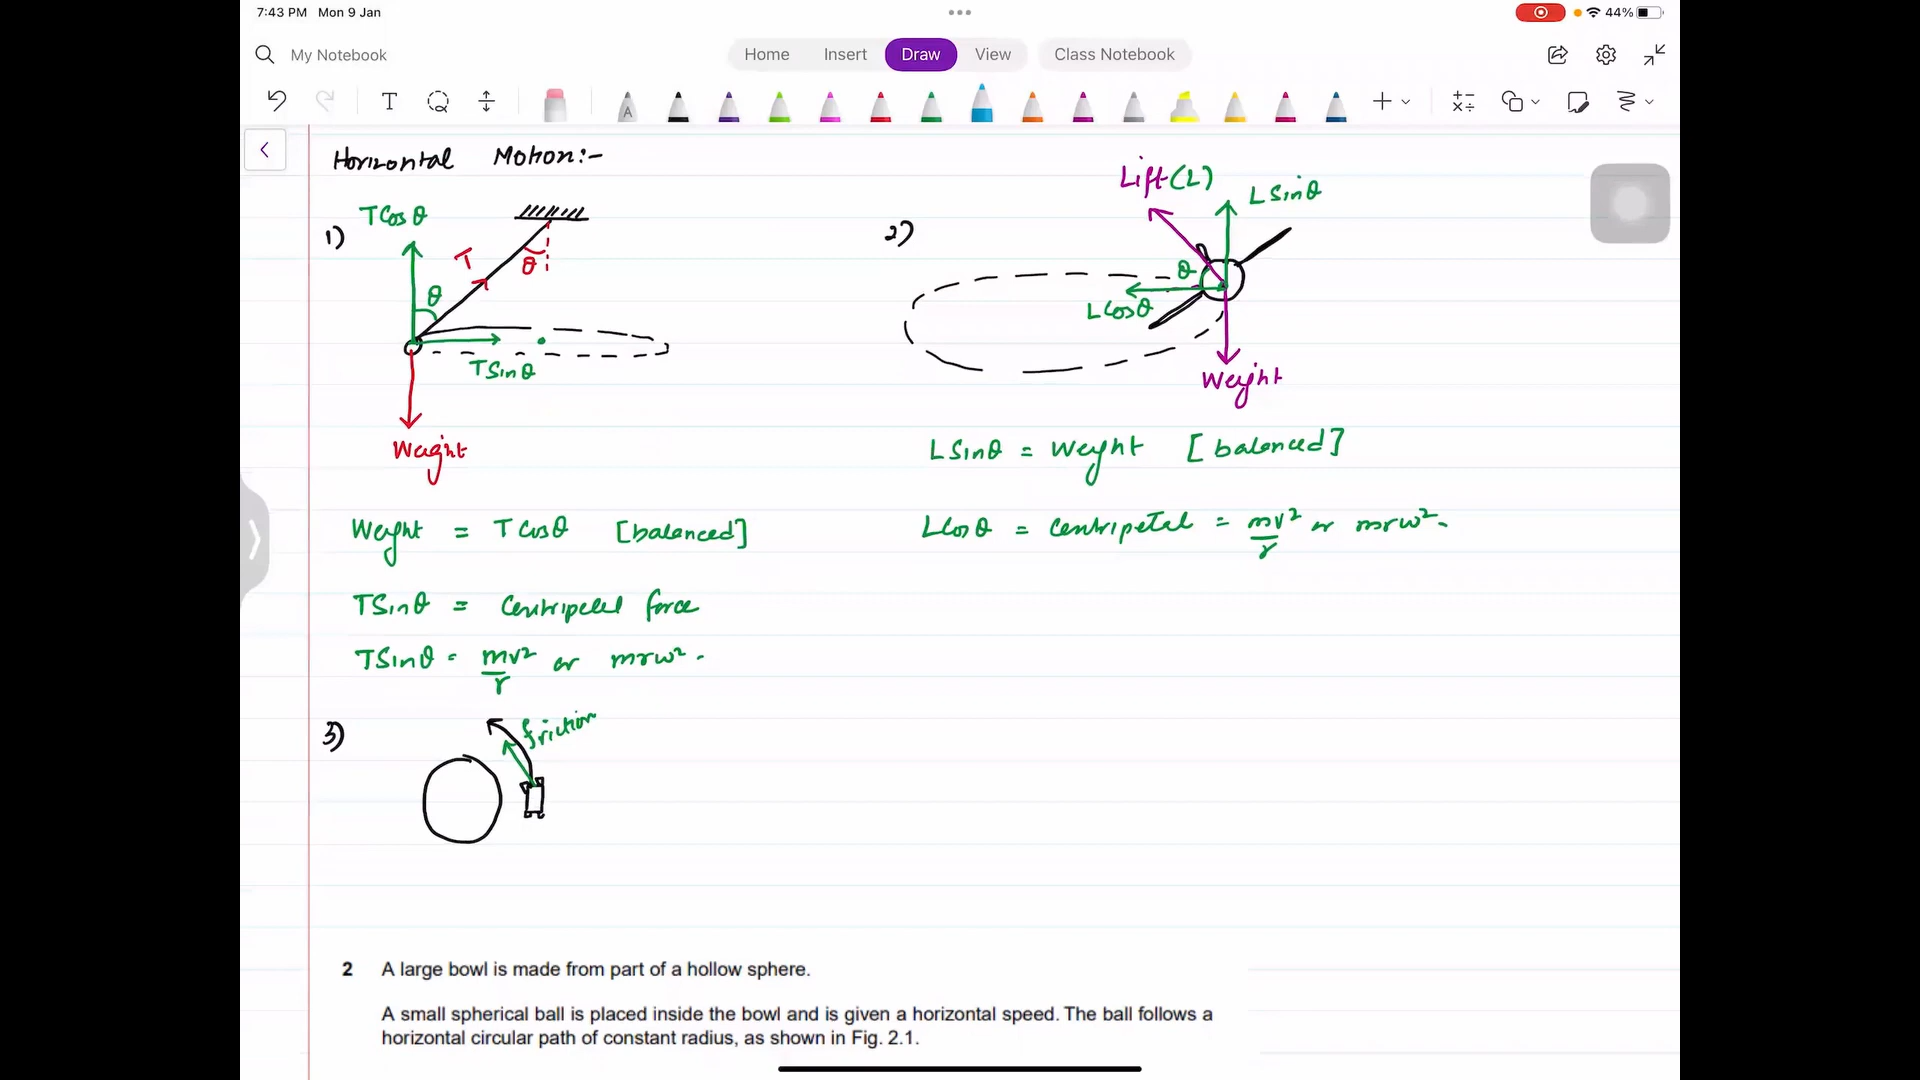 7:43 PM Mon 9 Jan
44%
My Notebook
Home Insert Draw View Class Notebook
T
A
Horizontal Motion:-
1)
TCosθ
T
θ
θ
TSinθ
Weight
2)
Lift(L)
LSinθ
θ
LCosθ
Weight
Weight = TCosθ [balanced]
TSinθ = Centripetal force
TSinθ = mv²/r or mrw².
LSinθ = Weight [balanced]
LCosθ = Centripetal = mv²/r or mrw².
3)
friction
2 A large bowl is made from part of a hollow sphere.
A small spherical ball is placed inside the bowl and is given a horizontal speed. The ball follows a
horizontal circular path of constant radius, as shown in Fig. 2.1.